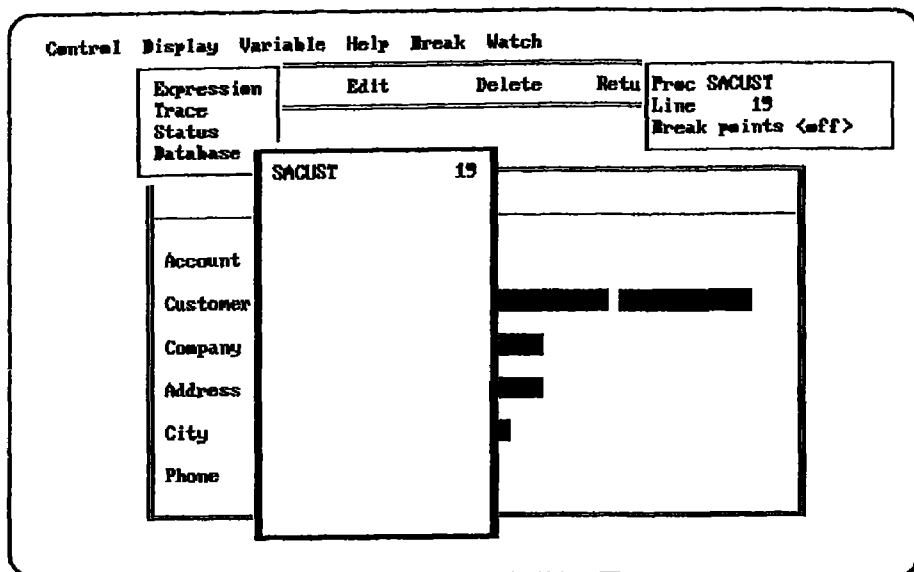 Control Display Variable Help Break Watch
Expression
Trace
Status
Database
Edit Delete Retu
Proc SACUST
Line 19
Break points <off>
SACUST 19
Account
Customer
Company
Address
City
Phone